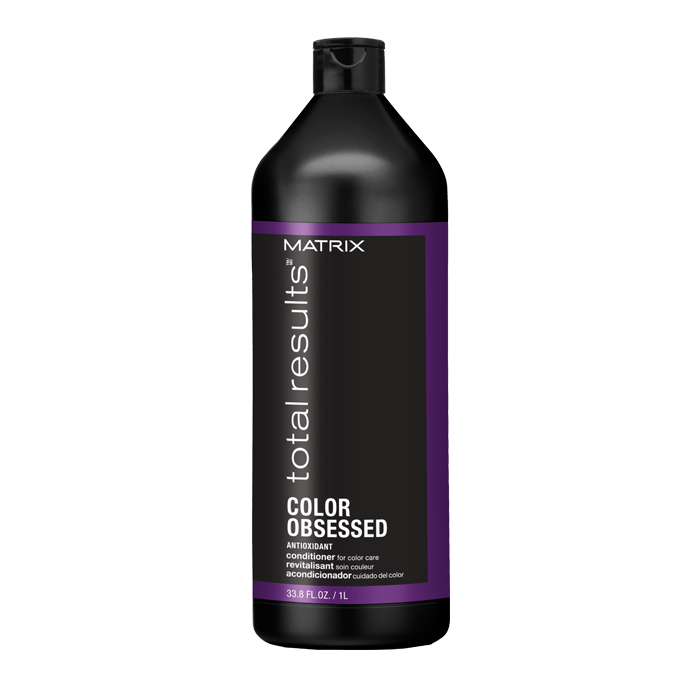 MATRIX
total results
COLOR
OBSESSED
ANTIOXIDANT
conditioner for color care
revitalisant soin couleur
acondicionador cuidado del color
33.8 FL.OZ. / 1L